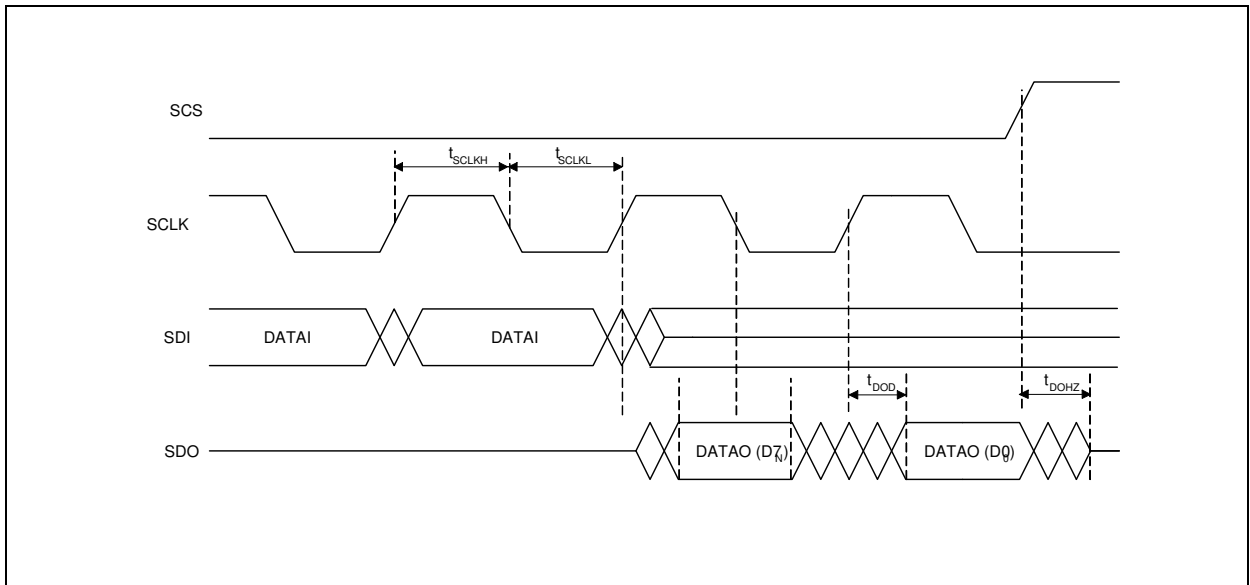 SCS
tSCLKH
tSCLKL
SCLK
SDI
DATAI
DATAI
tDOD
tDOHZ
SDO
DATAO (D7N)
DATAO (D0)